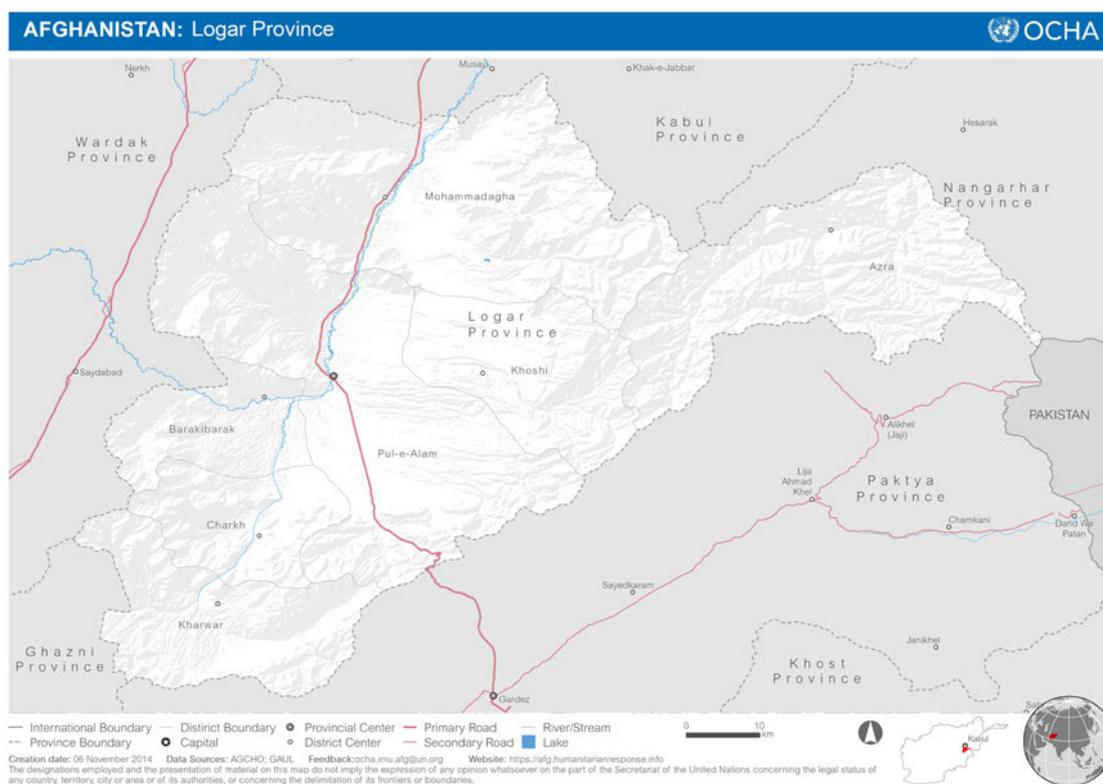 AFGHANISTAN: Logar Province
OCHA
Nerkh
Musayi
Khak-e-Jabbar
Kabul
Province
Hesarak
Wardak
Province
Nangarhar
Province
Mohammadagha
Azra
Logar
Province
Saydabad
Khoshi
Barakibarak
PAKISTAN
Alikhel
(Jaji)
Pul-e-Alam
Lija
Ahmad
Khel
Paktya
Province
Charkh
Chamkani
Dand Wa
Patan
Sayedkaram
Kharwar
Janikhel
Ghazni
Province
Khost
Province
Gardez
International Boundary
District Boundary
Provincial Center
Primary Road
River/Stream
Province Boundary
Capital
District Center
Secondary Road
Lake
0 10
km
Kabul
Creation date: 06 November 2014 Data Sources: AGCHO; GAUL Feedback:ocha.imu.afg@un.org Website: https://afg.humanitarianresponse.info
The designations employed and the presentation of material on this map do not imply the expression of any opinion whatsoever on the part of the Secretariat of the United Nations concerning the legal status of
any country, territory, city or area or of its authorities, or concerning the delimitation of its frontiers or boundaries.